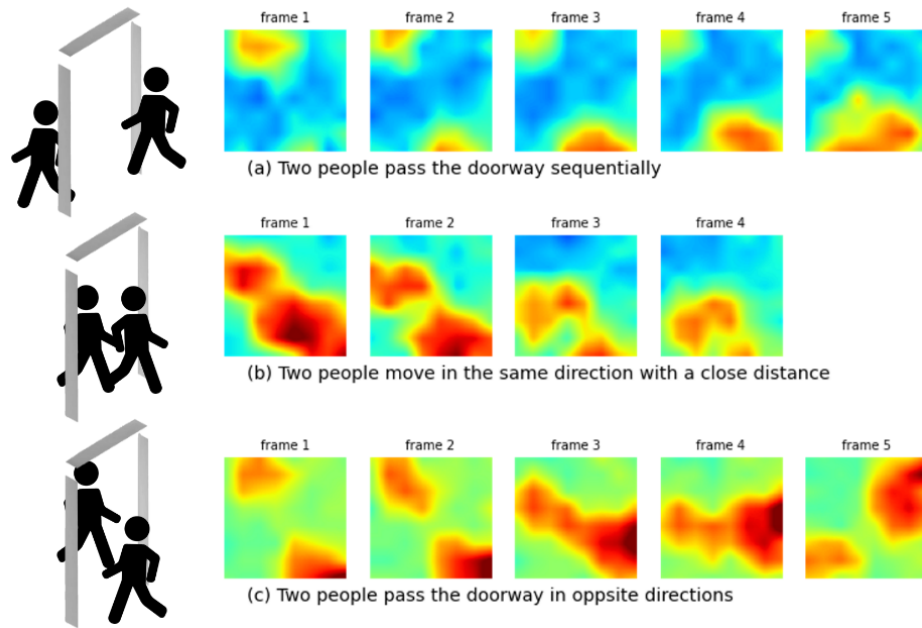 frame 1 frame 2 frame 3 frame 4 frame 5
(a) Two people pass the doorway sequentially
frame 1 frame 2 frame 3 frame 4
(b) Two people move in the same direction with a close distance
frame 1 frame 2 frame 3 frame 4 frame 5
(c) Two people pass the doorway in oppsite directions